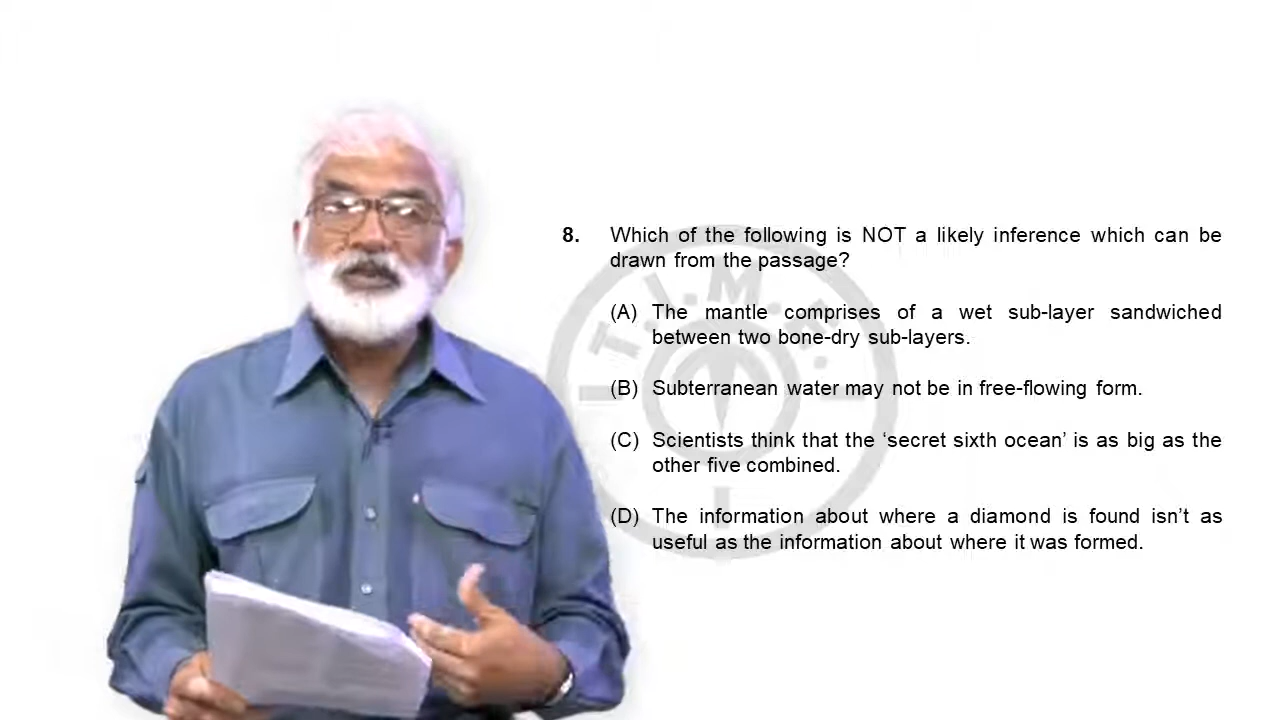 8. Which of the following is NOT a likely inference which can be
drawn from the passage?
(A) The mantle comprises of a wet sub-layer sandwiched
between two bone-dry sub-layers.
(B) Subterranean water may not be in free-flowing form.
(C) Scientists think that the ‘secret sixth ocean’ is as big as the
other five combined.
(D) The information about where a diamond is found isn’t as
useful as the information about where it was formed.
T.I.M.E.